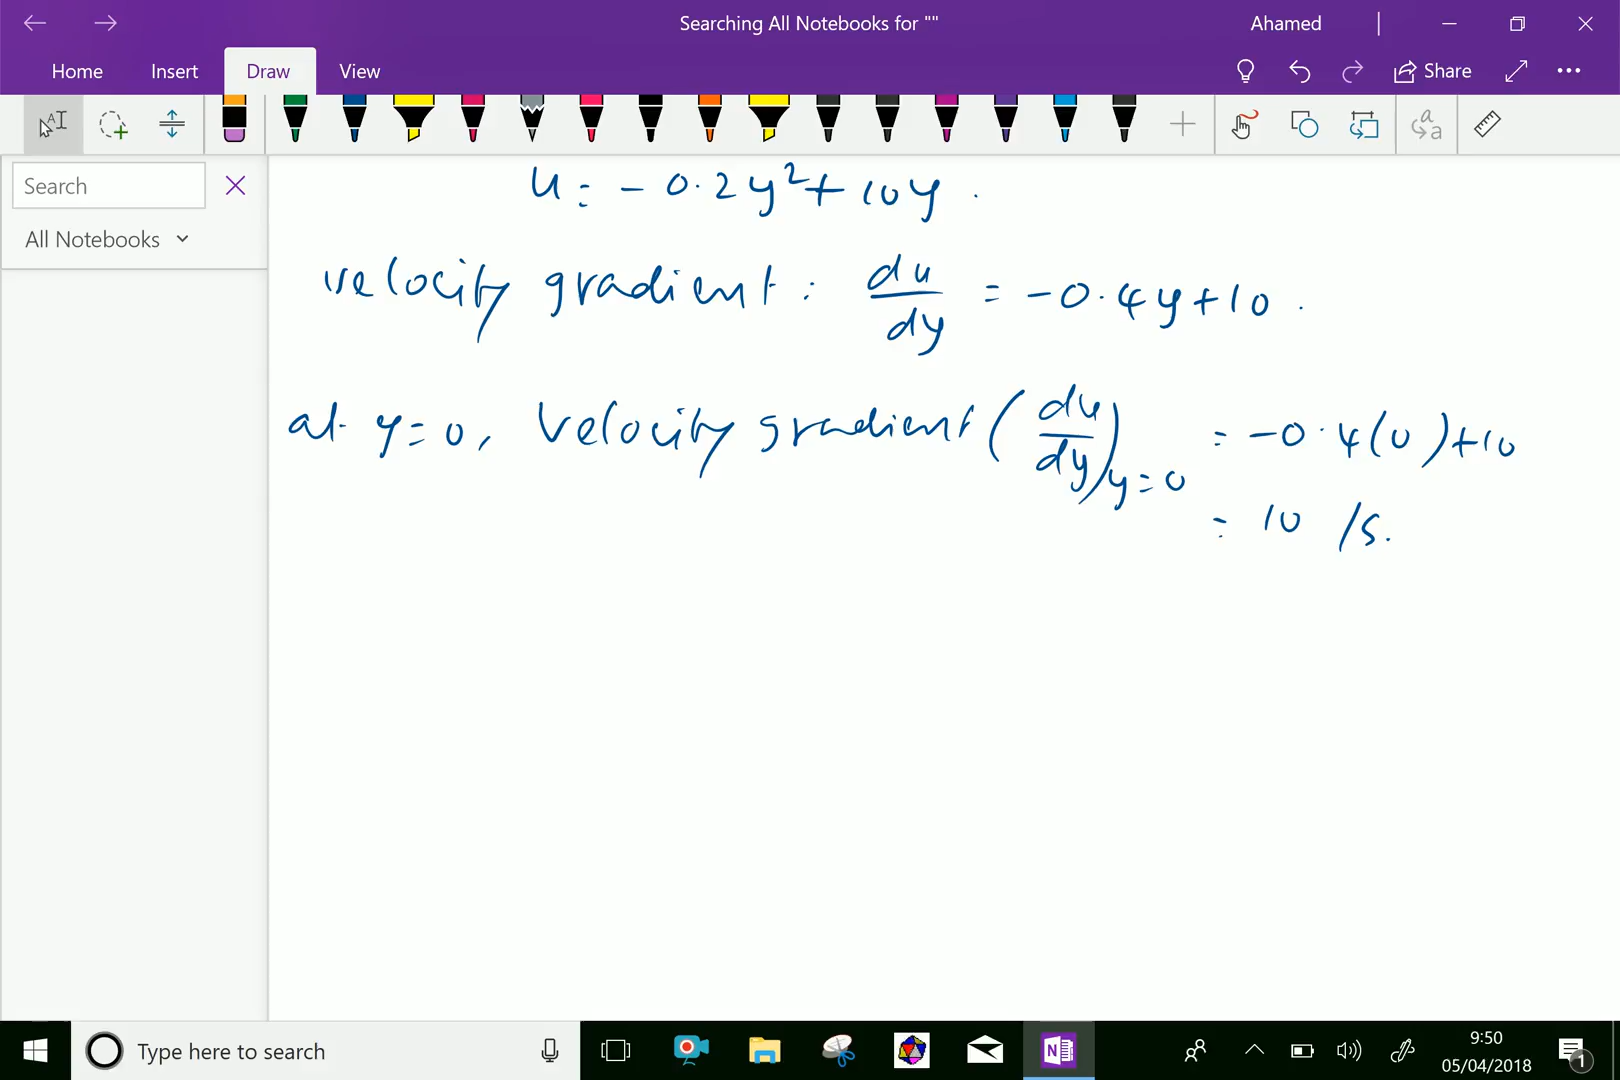 Searching All Notebooks for ""
Ahamed
Home Insert Draw View
Share
Search
All Notebooks
u = -0.2y²+10y.
velocity gradient : du/dy = -0.4y+10.
at y=0, velocity gradient (du/dy)y=0 = -0.4(0)+10
= 10 /s.
Type here to search
9:50
05/04/2018
1